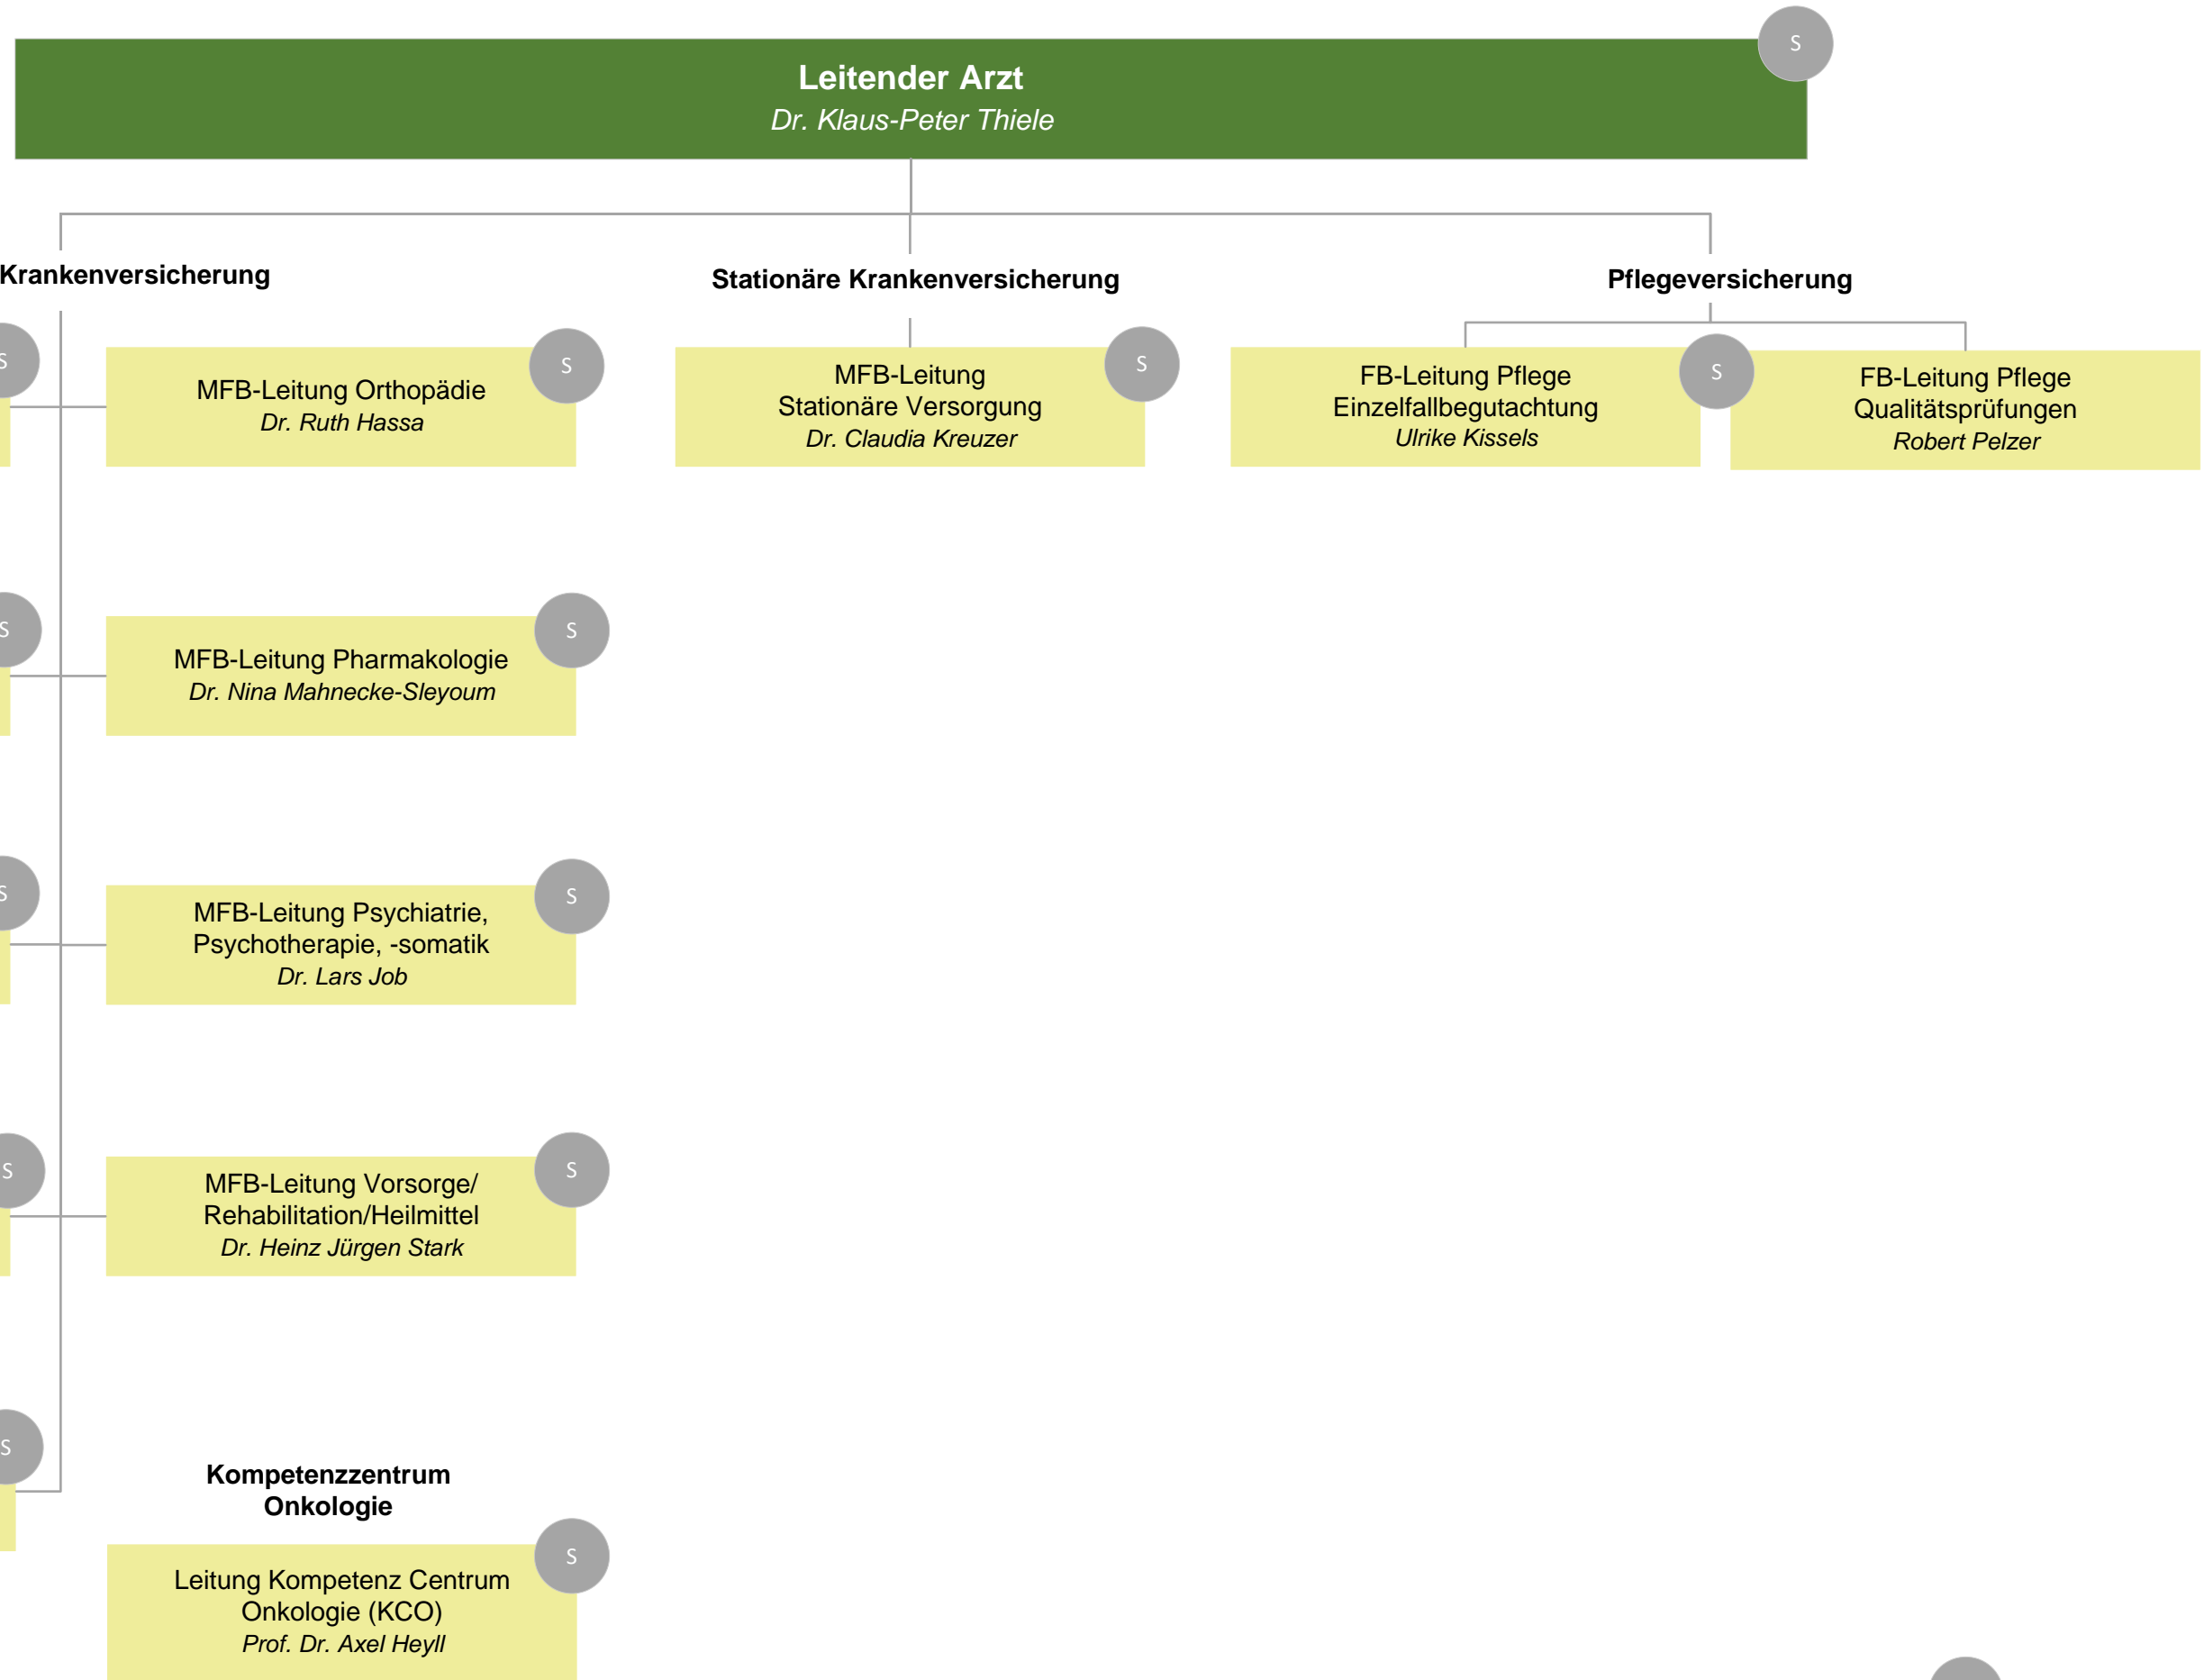 S
Leitender Arzt
Dr. Klaus-Peter Thiele
Krankenversicherung
Stationäre Krankenversicherung
Pflegeversicherung
S
MFB-Leitung Orthopädie
Dr. Ruth Hassa
S
MFB-Leitung
Stationäre Versorgung
Dr. Claudia Kreuzer
S
FB-Leitung Pflege
Einzelfallbegutachtung
Ulrike Kissels
S
FB-Leitung Pflege
Qualitätsprüfungen
Robert Pelzer
S
MFB-Leitung Pharmakologie
Dr. Nina Mahnecke-Sleyoum
S
S
MFB-Leitung Psychiatrie,
Psychotherapie, -somatik
Dr. Lars Job
S
S
MFB-Leitung Vorsorge/
Rehabilitation/Heilmittel
Dr. Heinz Jürgen Stark
S
S
Kompetenzzentrum
Onkologie
Leitung Kompetenz Centrum
Onkologie (KCO)
Prof. Dr. Axel Heyll
S